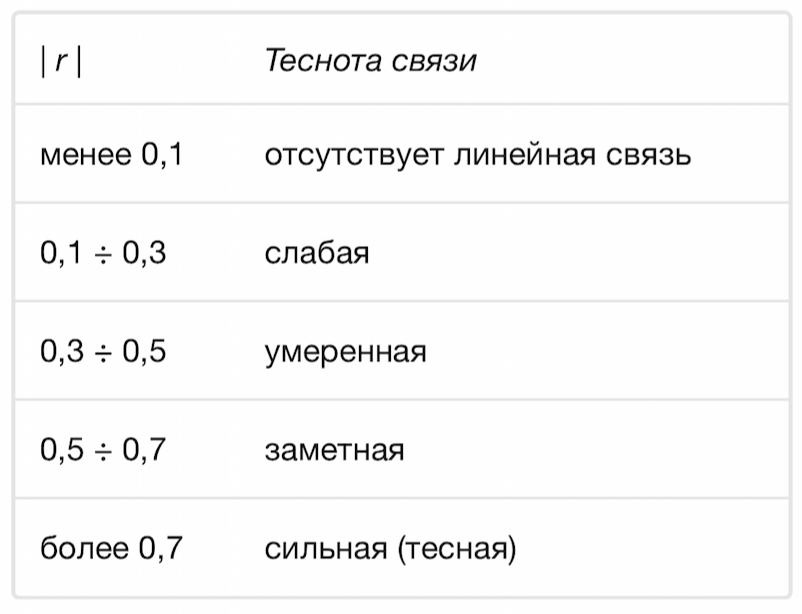 | r | Теснота связи
менее 0,1 отсутствует линейная связь
0,1 ÷ 0,3 слабая
0,3 ÷ 0,5 умеренная
0,5 ÷ 0,7 заметная
более 0,7 сильная (тесная)